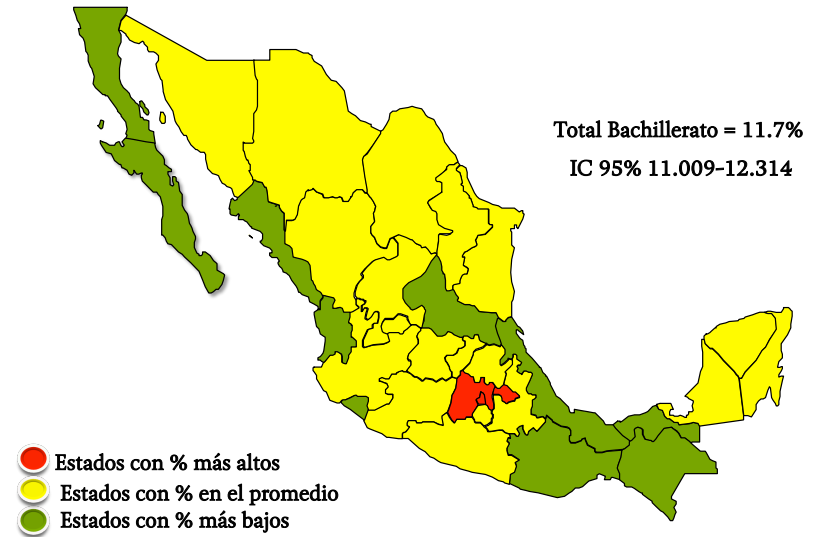 Total Bachillerato = 11.7%
IC 95% 11.009-12.314
Estados con % más altos
Estados con % en el promedio
Estados con % más bajos